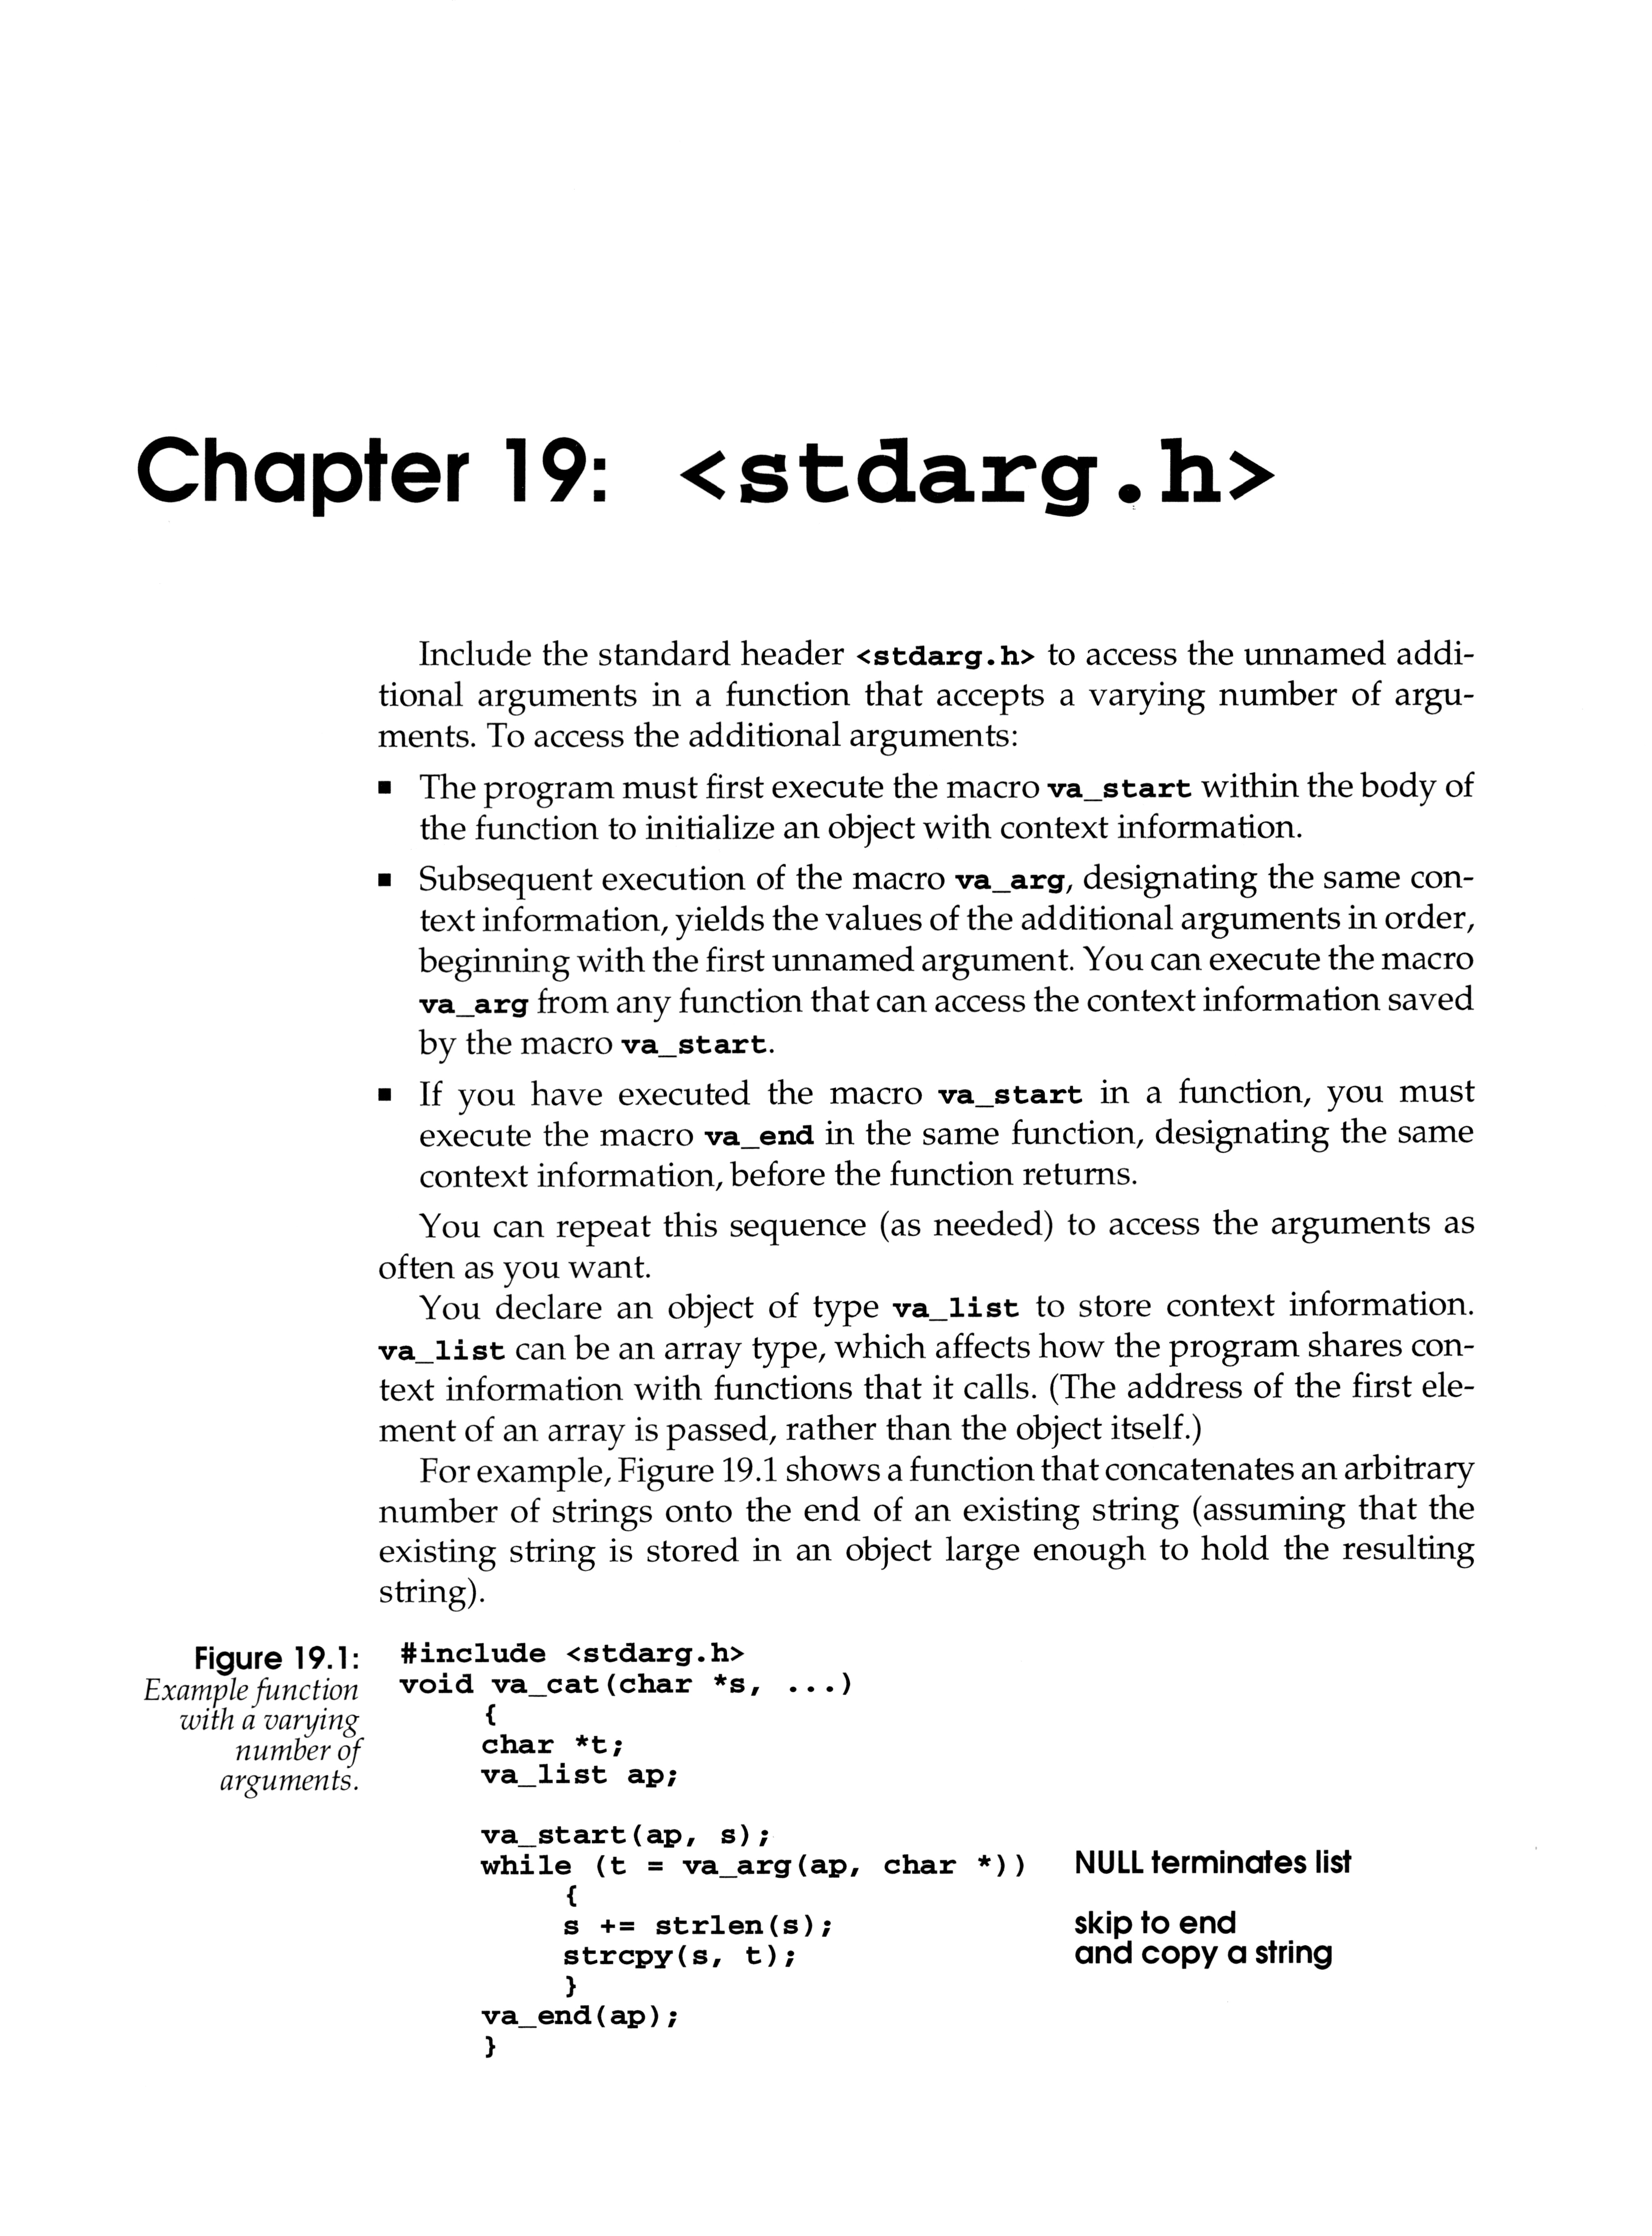 Chapter 19: <stdarg.h>
Include the standard header <stdarg.h> to access the unnamed addi-
tional arguments in a function that accepts a varying number of argu-
ments. To access the additional arguments:
▪ The program must first execute the macro va_start within the body of
the function to initialize an object with context information.
▪ Subsequent execution of the macro va_arg, designating the same con-
text information, yields the values of the additional arguments in order,
beginning with the first unnamed argument. You can execute the macro
va_arg from any function that can access the context information saved
by the macro va_start.
▪ If you have executed the macro va_start in a function, you must
execute the macro va_end in the same function, designating the same
context information, before the function returns.
You can repeat this sequence (as needed) to access the arguments as
often as you want.
You declare an object of type va_list to store context information.
va_list can be an array type, which affects how the program shares con-
text information with functions that it calls. (The address of the first ele-
ment of an array is passed, rather than the object itself.)
For example, Figure 19.1 shows a function that concatenates an arbitrary
number of strings onto the end of an existing string (assuming that the
existing string is stored in an object large enough to hold the resulting
string).
Figure 19.1:
Example function
with a varying
number of
arguments.
#include <stdarg.h>
void va_cat(char *s, ...)
{
char *t;
va_list ap;
va_start(ap, s);
while (t = va_arg(ap, char *)) NULL terminates list
{
s += strlen(s); skip to end
strcpy(s, t); and copy a string
}
va_end(ap);
}